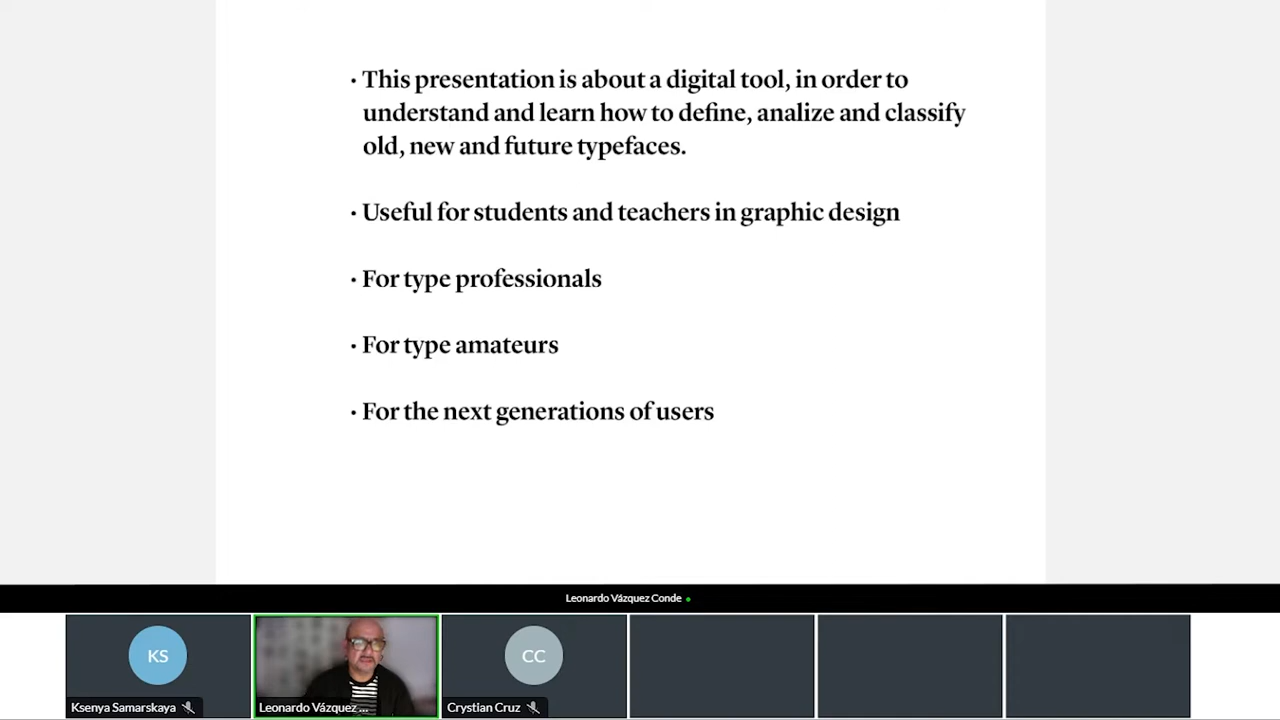 · This presentation is about a digital tool, in order to
understand and learn how to define, analize and classify
old, new and future typefaces.
· Useful for students and teachers in graphic design
· For type professionals
· For type amateurs
· For the next generations of users
Leonardo Vázquez Conde
KS
CC
Ksenya Samarskaya
Leonardo Vázquez ...
Crystian Cruz